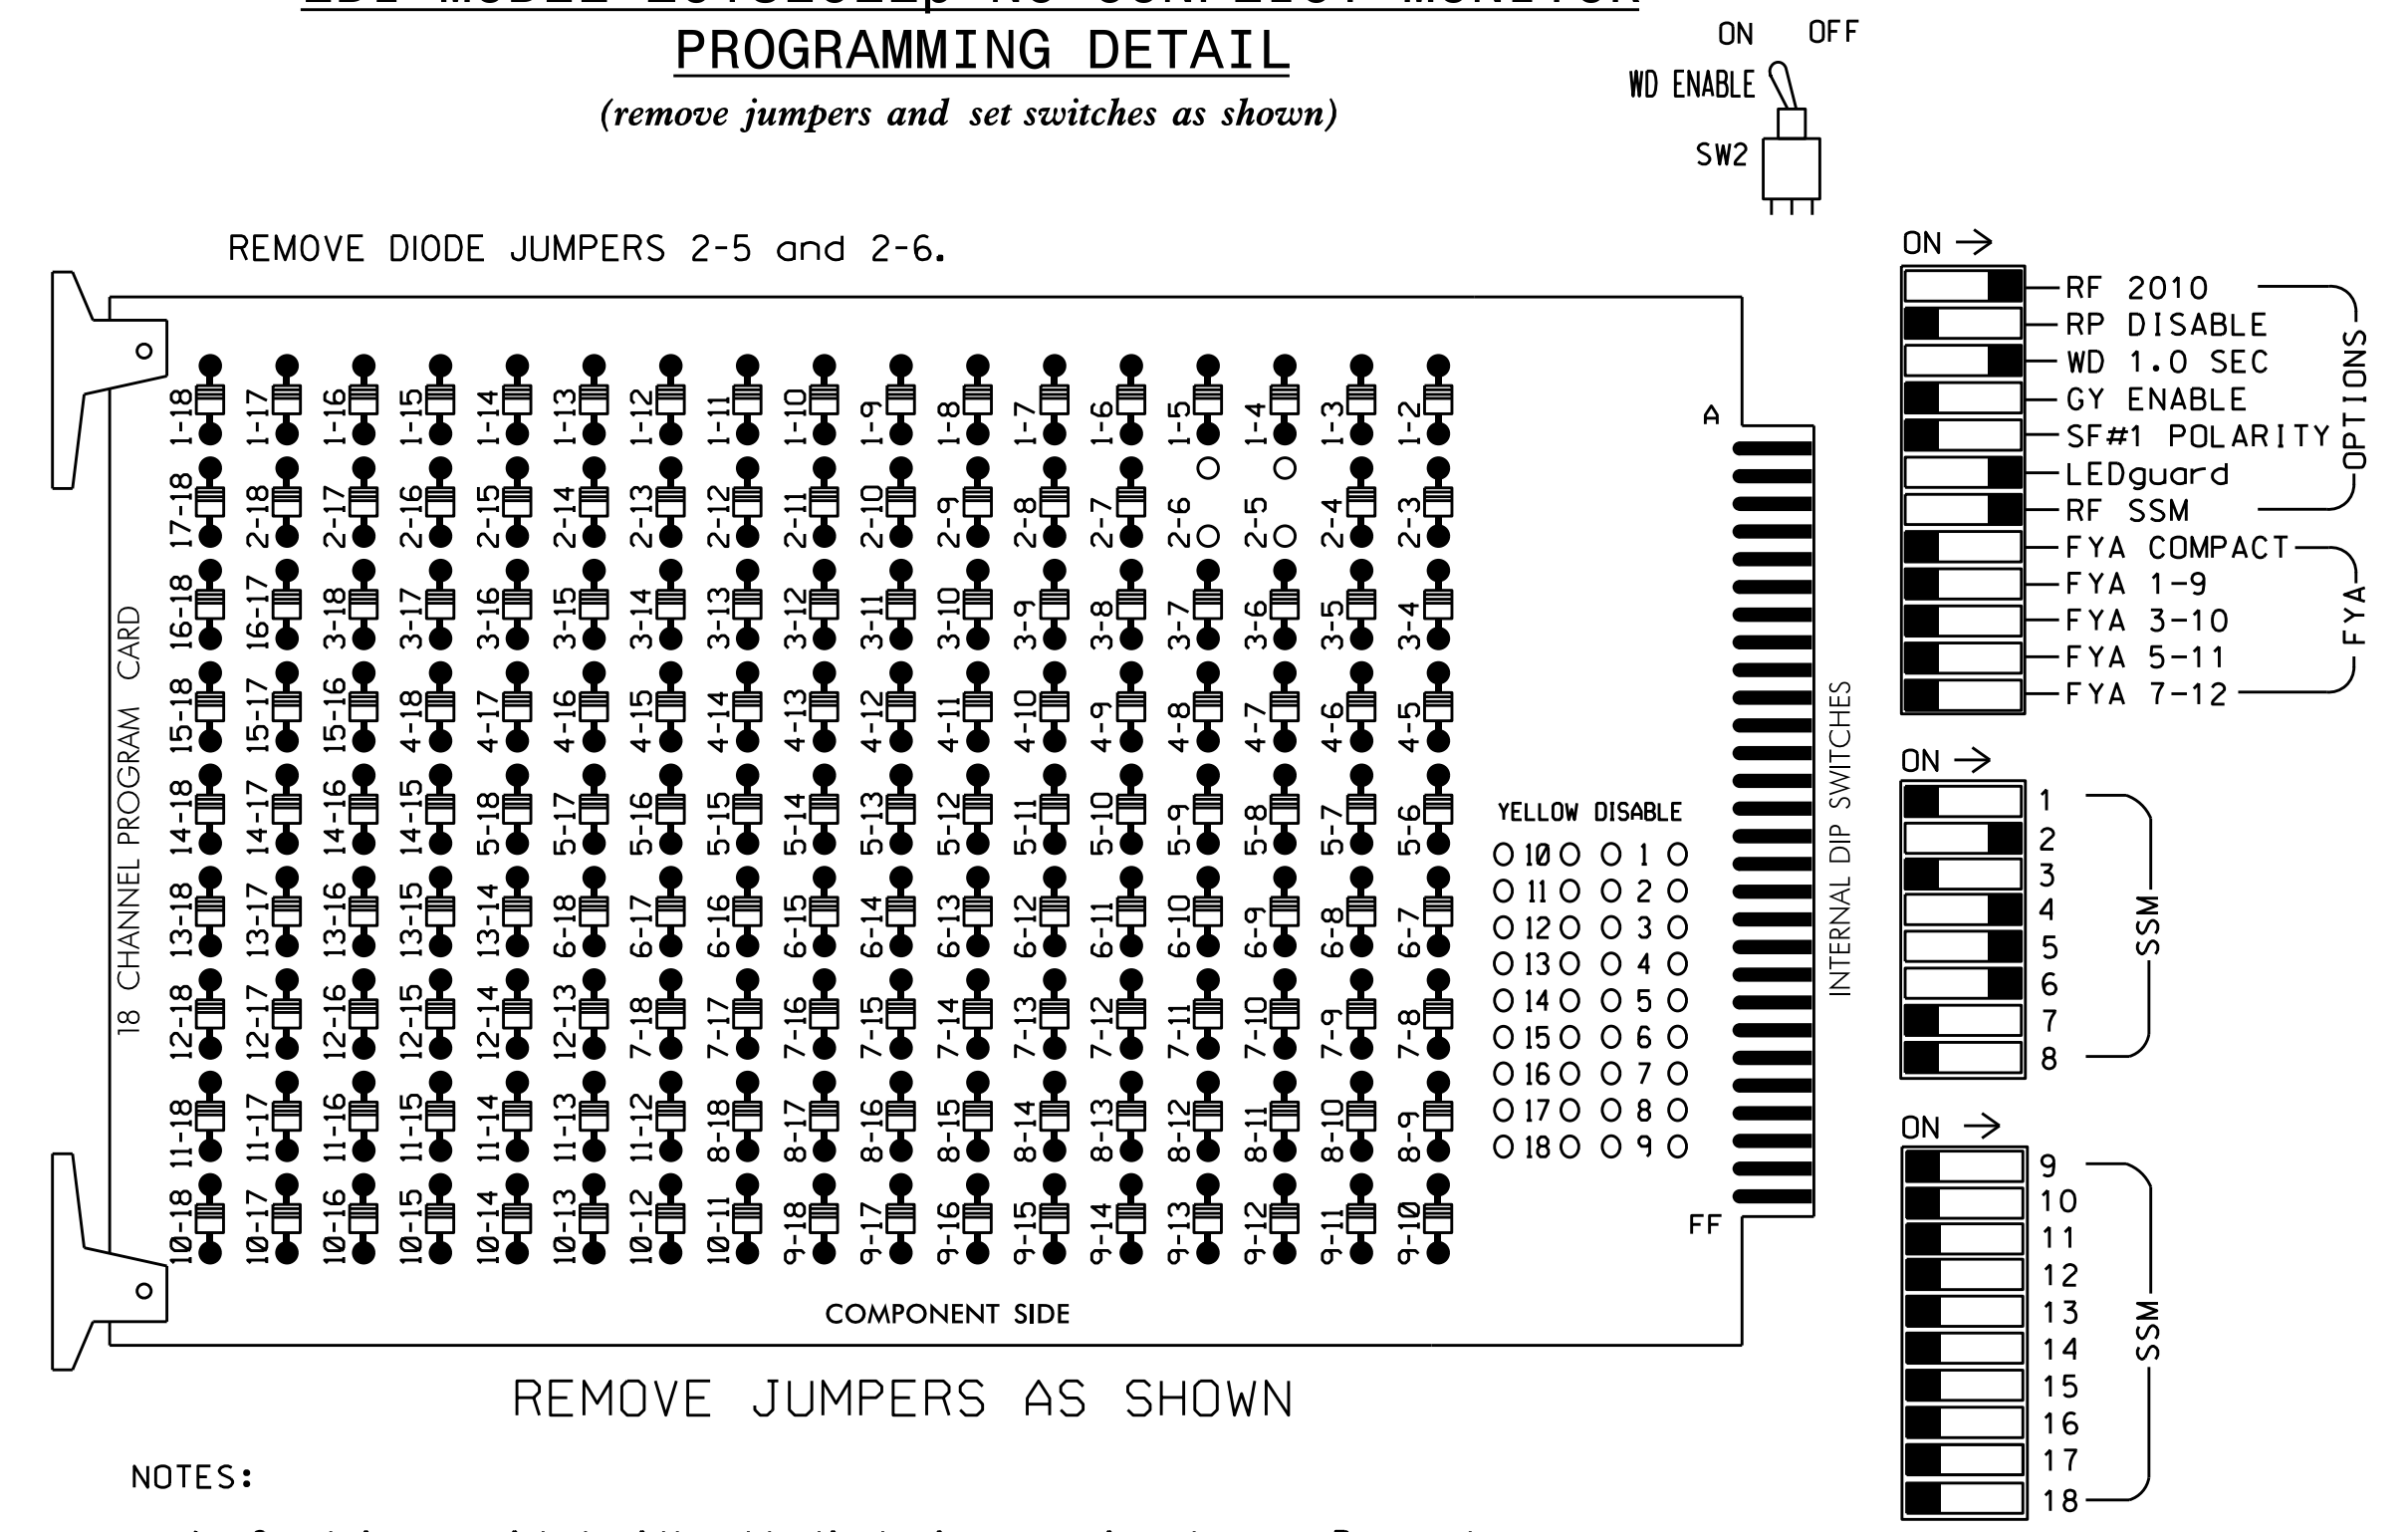 PROGRAMMING DETAIL
(remove jumpers and set switches as shown)
ON OFF
WD ENABLE
SW2
REMOVE DIODE JUMPERS 2-5 and 2-6.
18 CHANNEL PROGRAM CARD
1-18 1-17 1-16 1-15 1-14 1-13 1-12 1-11 1-10 1-9 1-8 1-7 1-6 1-5 1-4 1-3 1-2
17-18 2-18 2-17 2-16 2-15 2-14 2-13 2-12 2-11 2-10 2-9 2-8 2-7 2-6 2-5 2-4 2-3
16-18 16-17 3-18 3-17 3-16 3-15 3-14 3-13 3-12 3-11 3-10 3-9 3-8 3-7 3-6 3-5 3-4
15-18 15-17 15-16 4-18 4-17 4-16 4-15 4-14 4-13 4-12 4-11 4-10 4-9 4-8 4-7 4-6 4-5
14-18 14-17 14-16 14-15 5-18 5-17 5-16 5-15 5-14 5-13 5-12 5-11 5-10 5-9 5-8 5-7 5-6
13-18 13-17 13-16 13-15 13-14 6-18 6-17 6-16 6-15 6-14 6-13 6-12 6-11 6-10 6-9 6-8 6-7
12-18 12-17 12-16 12-15 12-14 12-13 7-18 7-17 7-16 7-15 7-14 7-13 7-12 7-11 7-10 7-9 7-8
11-18 11-17 11-16 11-15 11-14 11-13 11-12 8-18 8-17 8-16 8-15 8-14 8-13 8-12 8-11 8-10 8-9
10-18 10-17 10-16 10-15 10-14 10-13 10-12 10-11 9-18 9-17 9-16 9-15 9-14 9-13 9-12 9-11 9-10
A
YELLOW DISABLE
10 1
11 2
12 3
13 4
14 5
15 6
16 7
17 8
18 9
FF
COMPONENT SIDE
INTERNAL DIP SWITCHES
ON
RF 2010
RP DISABLE
WD 1.0 SEC
GY ENABLE
SF#1 POLARITY
LEDguard
RF SSM
OPTIONS
FYA COMPACT
FYA 1-9
FYA 3-10
FYA 5-11
FYA 7-12
FYA
ON
1
2
3
4
5
6
7
8
SSM
ON
9
10
11
12
13
14
15
16
17
18
SSM
REMOVE JUMPERS AS SHOWN
NOTES: